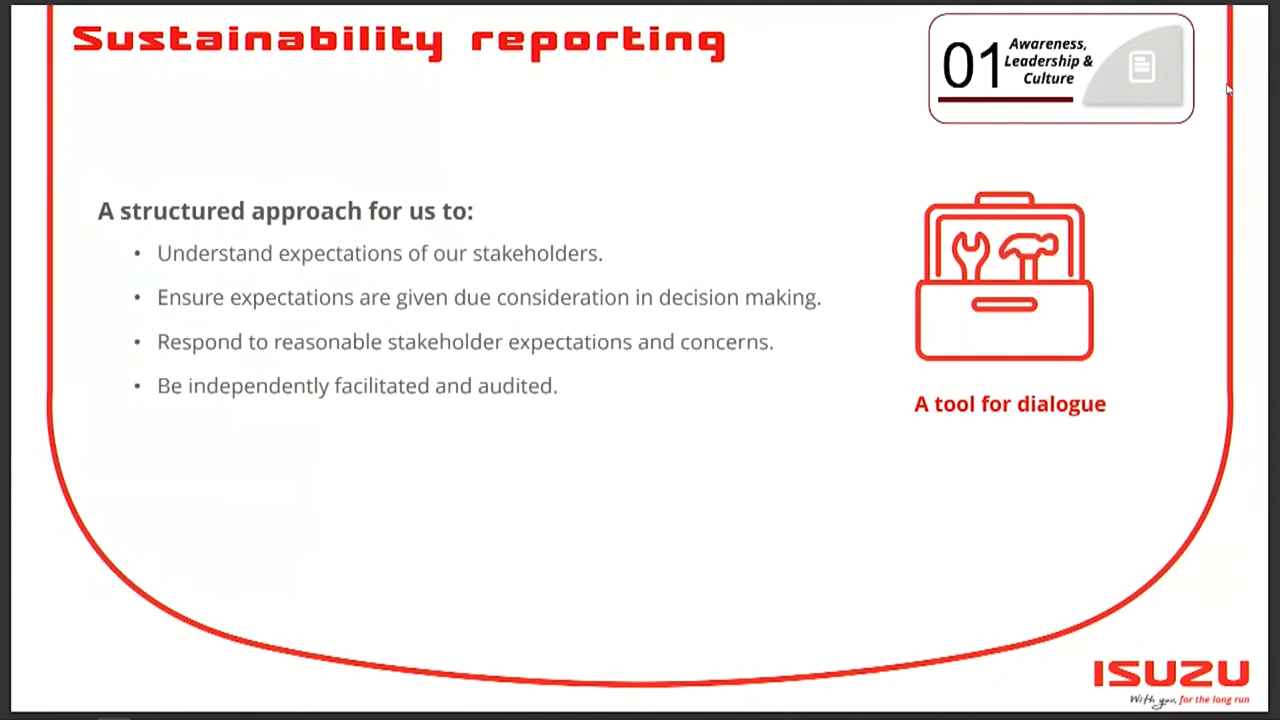 Sustainability reporting
01
Awareness,
Leadership &
Culture
A structured approach for us to:
• Understand expectations of our stakeholders.
• Ensure expectations are given due consideration in decision making.
• Respond to reasonable stakeholder expectations and concerns.
• Be independently facilitated and audited.
A tool for dialogue
ISUZU
With you, for the long run